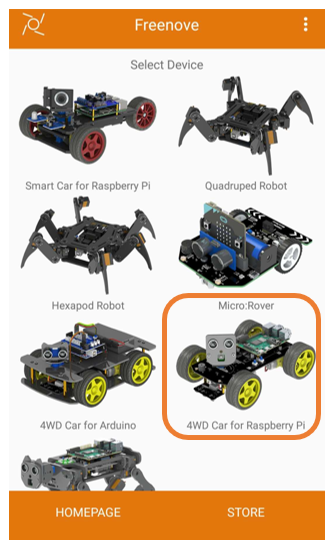 Freenove
Select Device
Smart Car for Raspberry Pi
Quadruped Robot
Hexapod Robot
Micro:Rover
4WD Car for Arduino
4WD Car for Raspberry Pi
HOMEPAGE
STORE